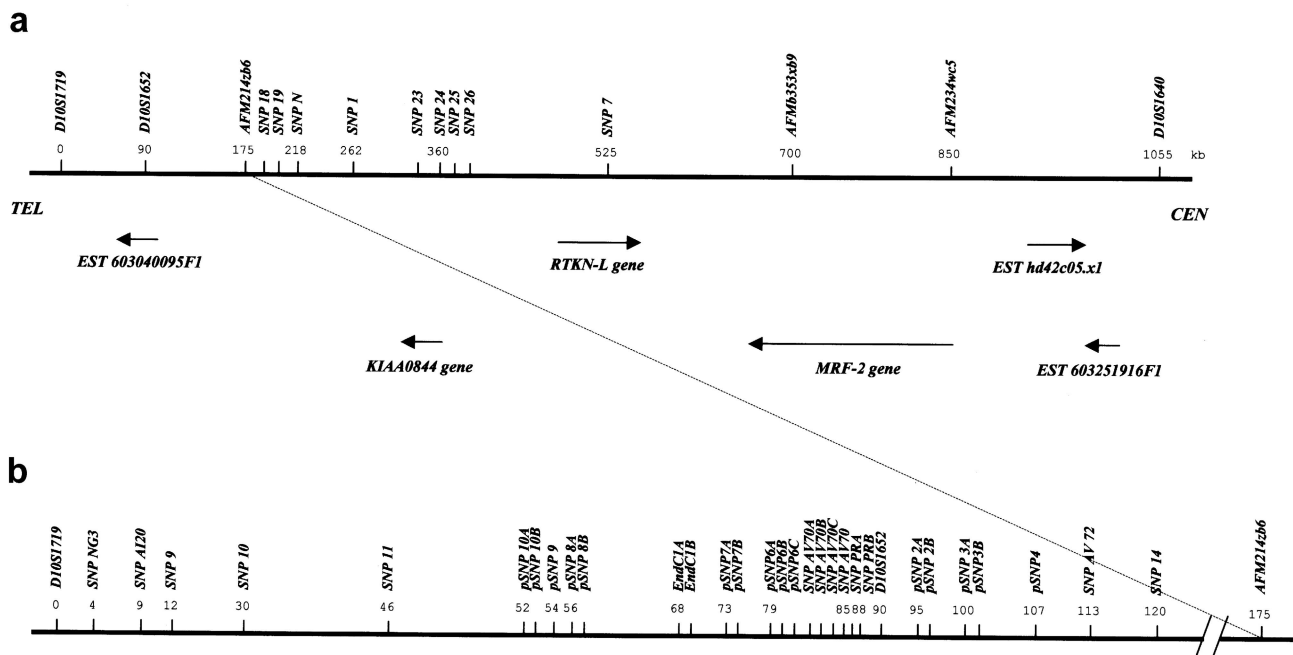 a
D10S1719
D10S1652
AFM214zb6
SNP 18
SNP 19
SNP N
SNP 1
SNP 23
SNP 24
SNP 25
SNP 26
SNP 7
AFMb353xb9
AFM234wc5
D10S1640
0 90 175 218 262 360 525 700 850 1055 kb
TEL CEN
EST 603040095F1 RTKN-L gene EST hd42c05.x1
KIAA0844 gene MRF-2 gene EST 603251916F1
b
D10S1719
SNP NG3
SNP AI20
SNP 9
SNP 10
SNP 11
pSNP 10A
pSNP 10B
pSNP 9
pSNP 8A
pSNP 8B
EndC1A
EndC1B
pSNP7A
pSNP7B
pSNP6A
pSNP6B
pSNP6C
SNP AV70A
SNP AV70B
SNP AV70C
SNP AV70
SNP PRA
SNP PRB
D10S1652
pSNP 2A
pSNP 2B
pSNP 3A
pSNP3B
pSNP4
SNP AV 72
SNP 14
AFM214zb6
0 4 9 12 30 46 52 54 56 68 73 79 85 88 90 95 100 107 113 120 175